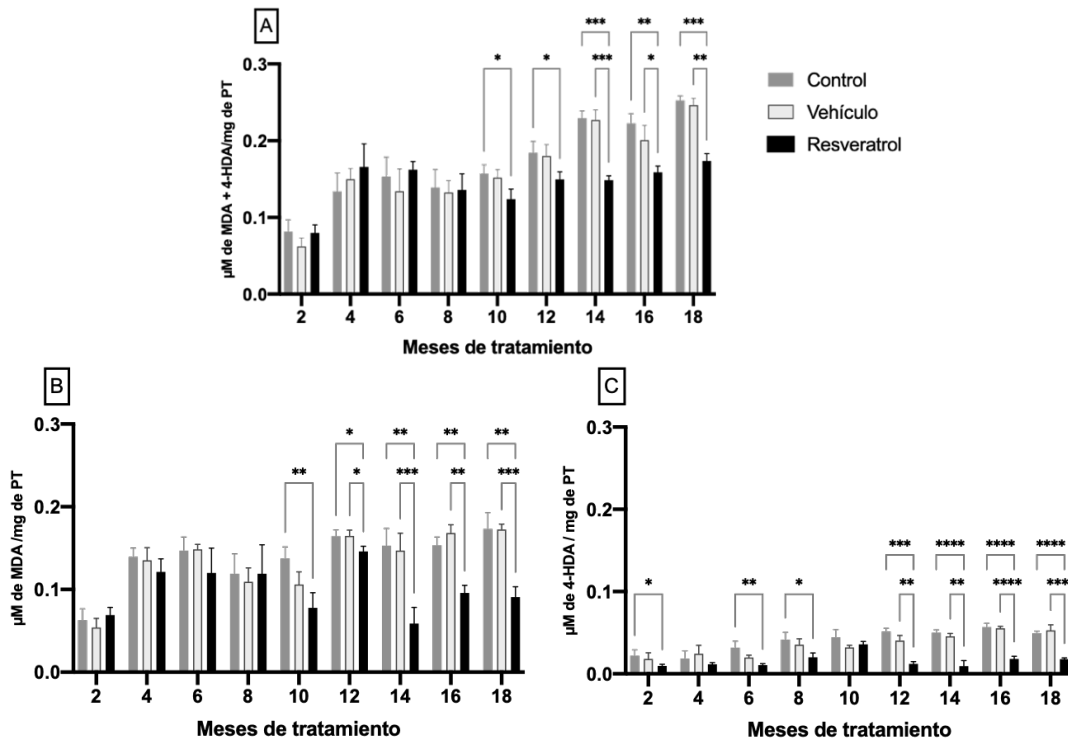 A
*** ** ***
* * *** * **
0.3
0.2
0.1
0.0
µM de MDA + 4-HDA/mg de PT
2 4 6 8 10 12 14 16 18
Meses de tratamiento
Control
Vehículo
Resveratrol
B
* ** ** **
** * *** ** ***
0.3
0.2
0.1
0.0
µM de MDA /mg de PT
2 4 6 8 10 12 14 16 18
Meses de tratamiento
C
*** **** **** ****
* ** * ** ** **** ***
0.3
0.2
0.1
0.0
µM de 4-HDA / mg de PT
2 4 6 8 10 12 14 16 18
Meses de tratamiento